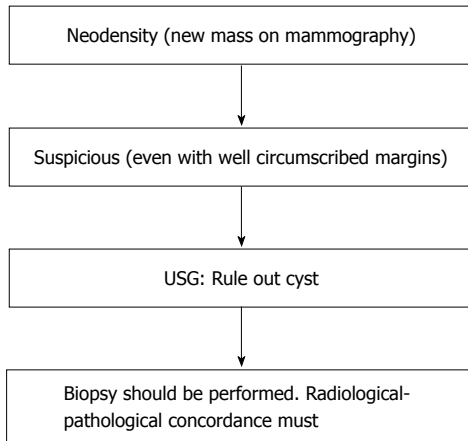 Neodensity (new mass on mammography)
Suspicious (even with well circumscribed margins)
USG: Rule out cyst
Biopsy should be performed. Radiological-
pathological concordance must